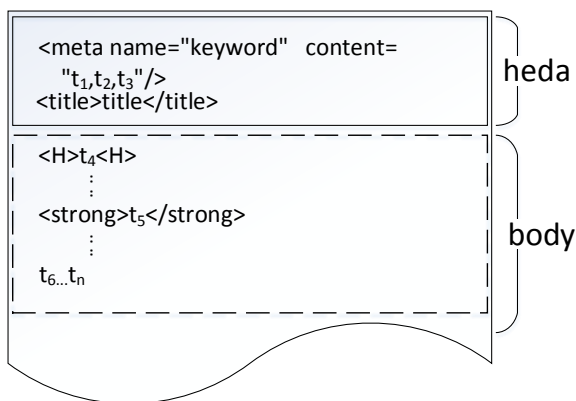 <meta name="keyword" content=
"t₁,t₂,t₃"/>
<title>title</title>
heda
<H>t₄<H>
⋮
<strong>t₅</strong>
⋮
t₆...tₙ
body